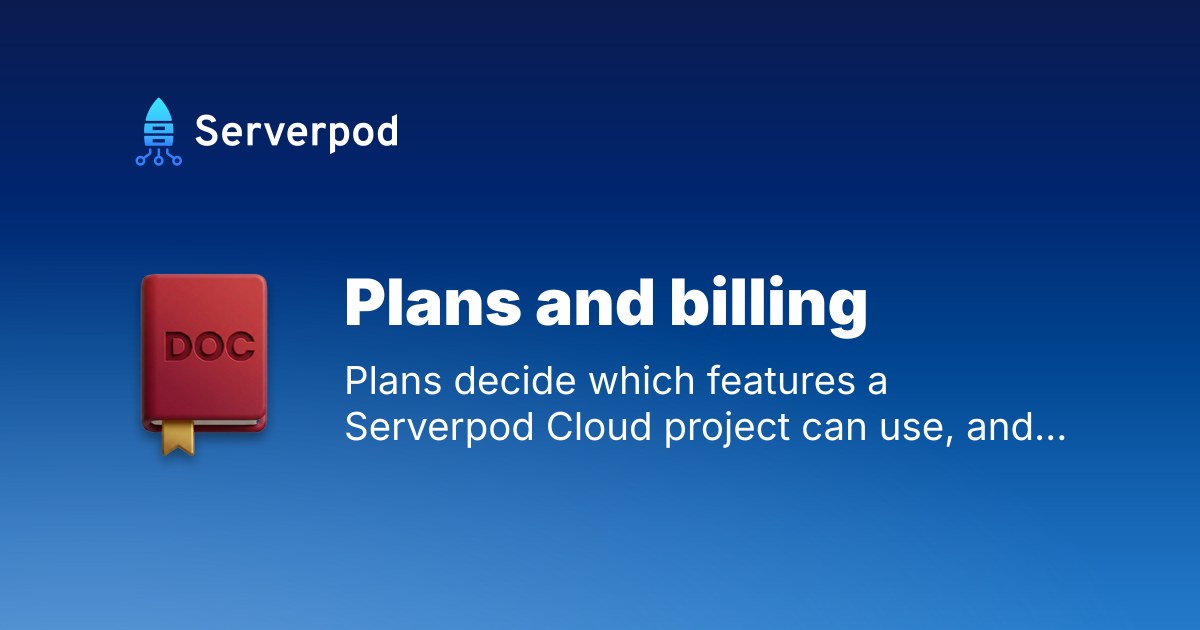 Serverpod
DOC
Plans and billing
Plans decide which features a
Serverpod Cloud project can use, and...